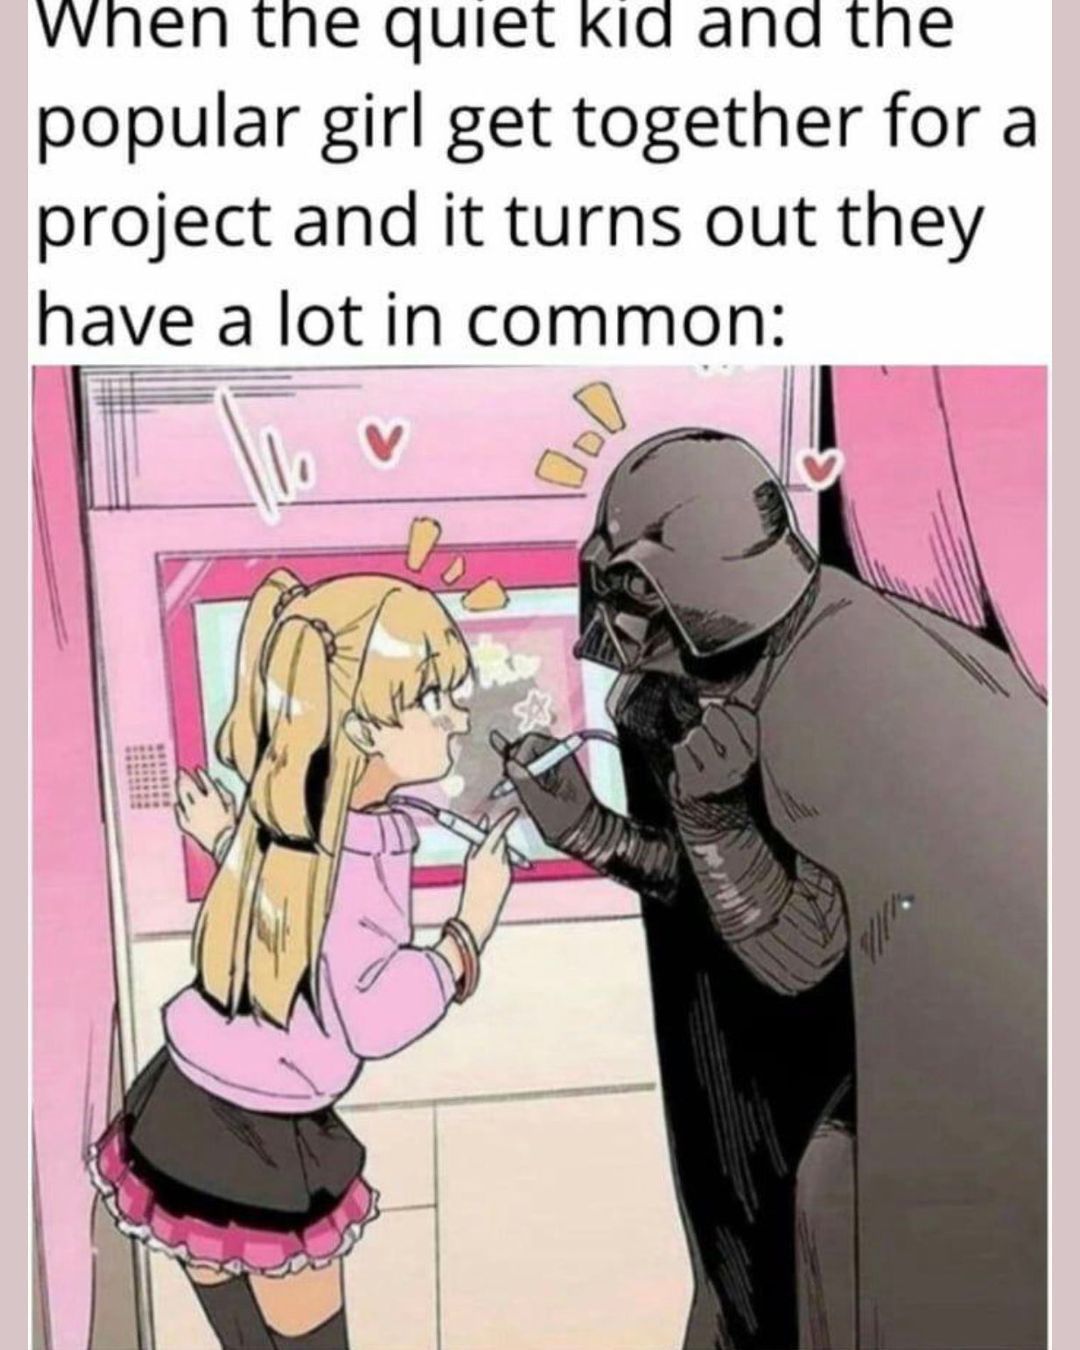 When the quiet kid and the
popular girl get together for a
project and it turns out they
have a lot in common: